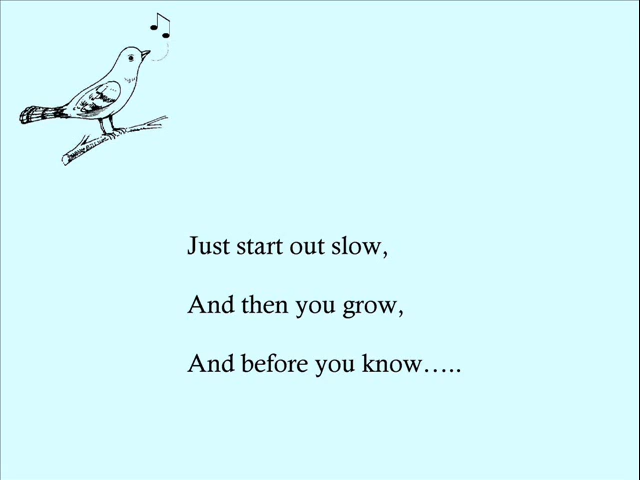 Just start out slow,
And then you grow,
And before you know…..